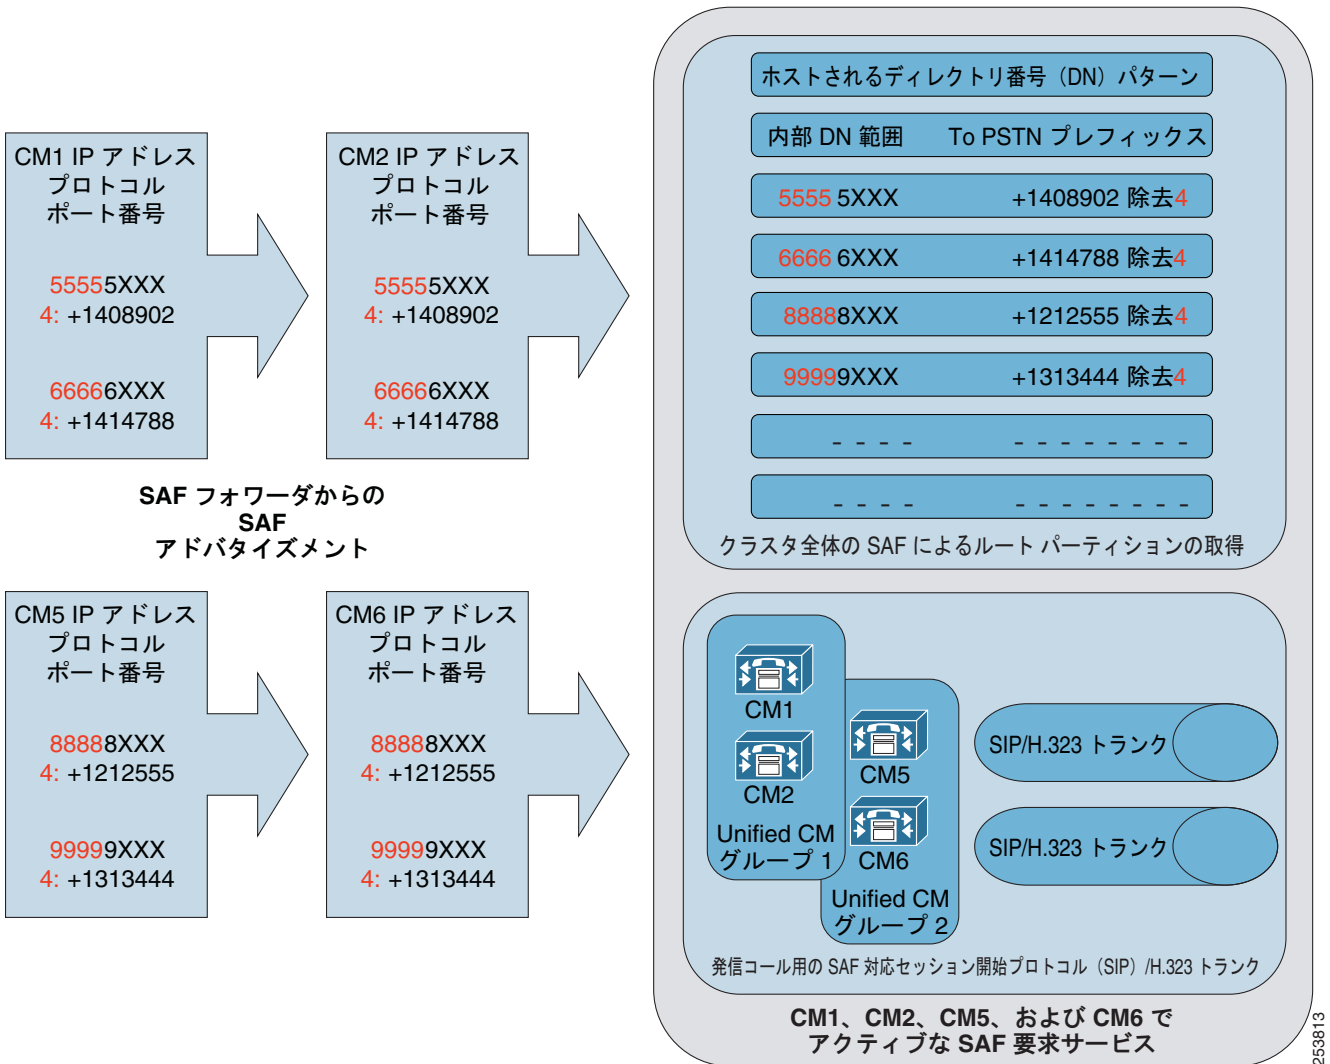 CM1 IP アドレス
プロトコル
ポート番号
55555XXX
4: +1408902
66666XXX
4: +1414788
CM2 IP アドレス
プロトコル
ポート番号
55555XXX
4: +1408902
66666XXX
4: +1414788
SAF フォワーダからの
SAF
アドバタイズメント
CM5 IP アドレス
プロトコル
ポート番号
88888XXX
4: +1212555
99999XXX
4: +1313444
CM6 IP アドレス
プロトコル
ポート番号
88888XXX
4: +1212555
99999XXX
4: +1313444
ホストされるディレクトリ番号（DN）パターン
内部 DN 範囲 To PSTN プレフィックス
5555 5XXX +1408902 除去4
6666 6XXX +1414788 除去4
88888XXX +1212555 除去4
99999XXX +1313444 除去4
- - - - - - - - - - - -
- - - - - - - - - - - -
クラスタ全体の SAF によるルート パーティションの取得
CM1
CM2
Unified CM
グループ 1
CM5
CM6
Unified CM
グループ 2
SIP/H.323 トランク
SIP/H.323 トランク
発信コール用の SAF 対応セッション開始プロトコル（SIP）/H.323 トランク
CM1、CM2、CM5、および CM6 で
アクティブな SAF 要求サービス
253813